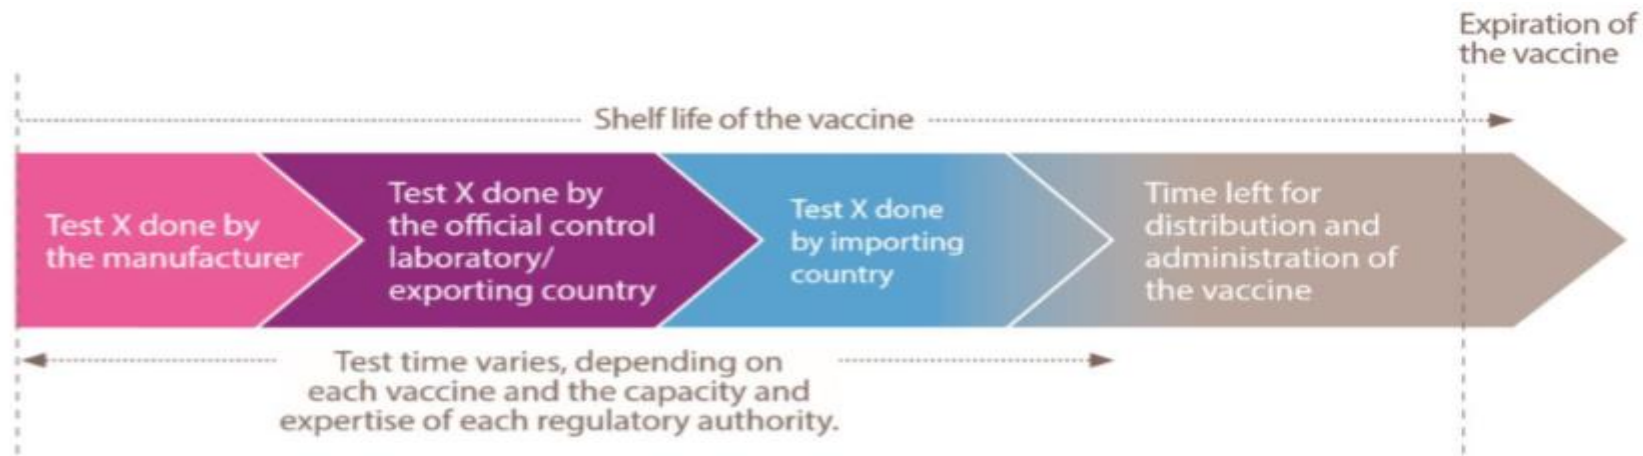 Expiration of
the vaccine
Shelf life of the vaccine
Test X done by
the manufacturer
Test X done by
the official control
laboratory/
exporting country
Test X done
by importing
country
Time left for
distribution and
administration of
the vaccine
Test time varies, depending on
each vaccine and the capacity and
expertise of each regulatory authority.